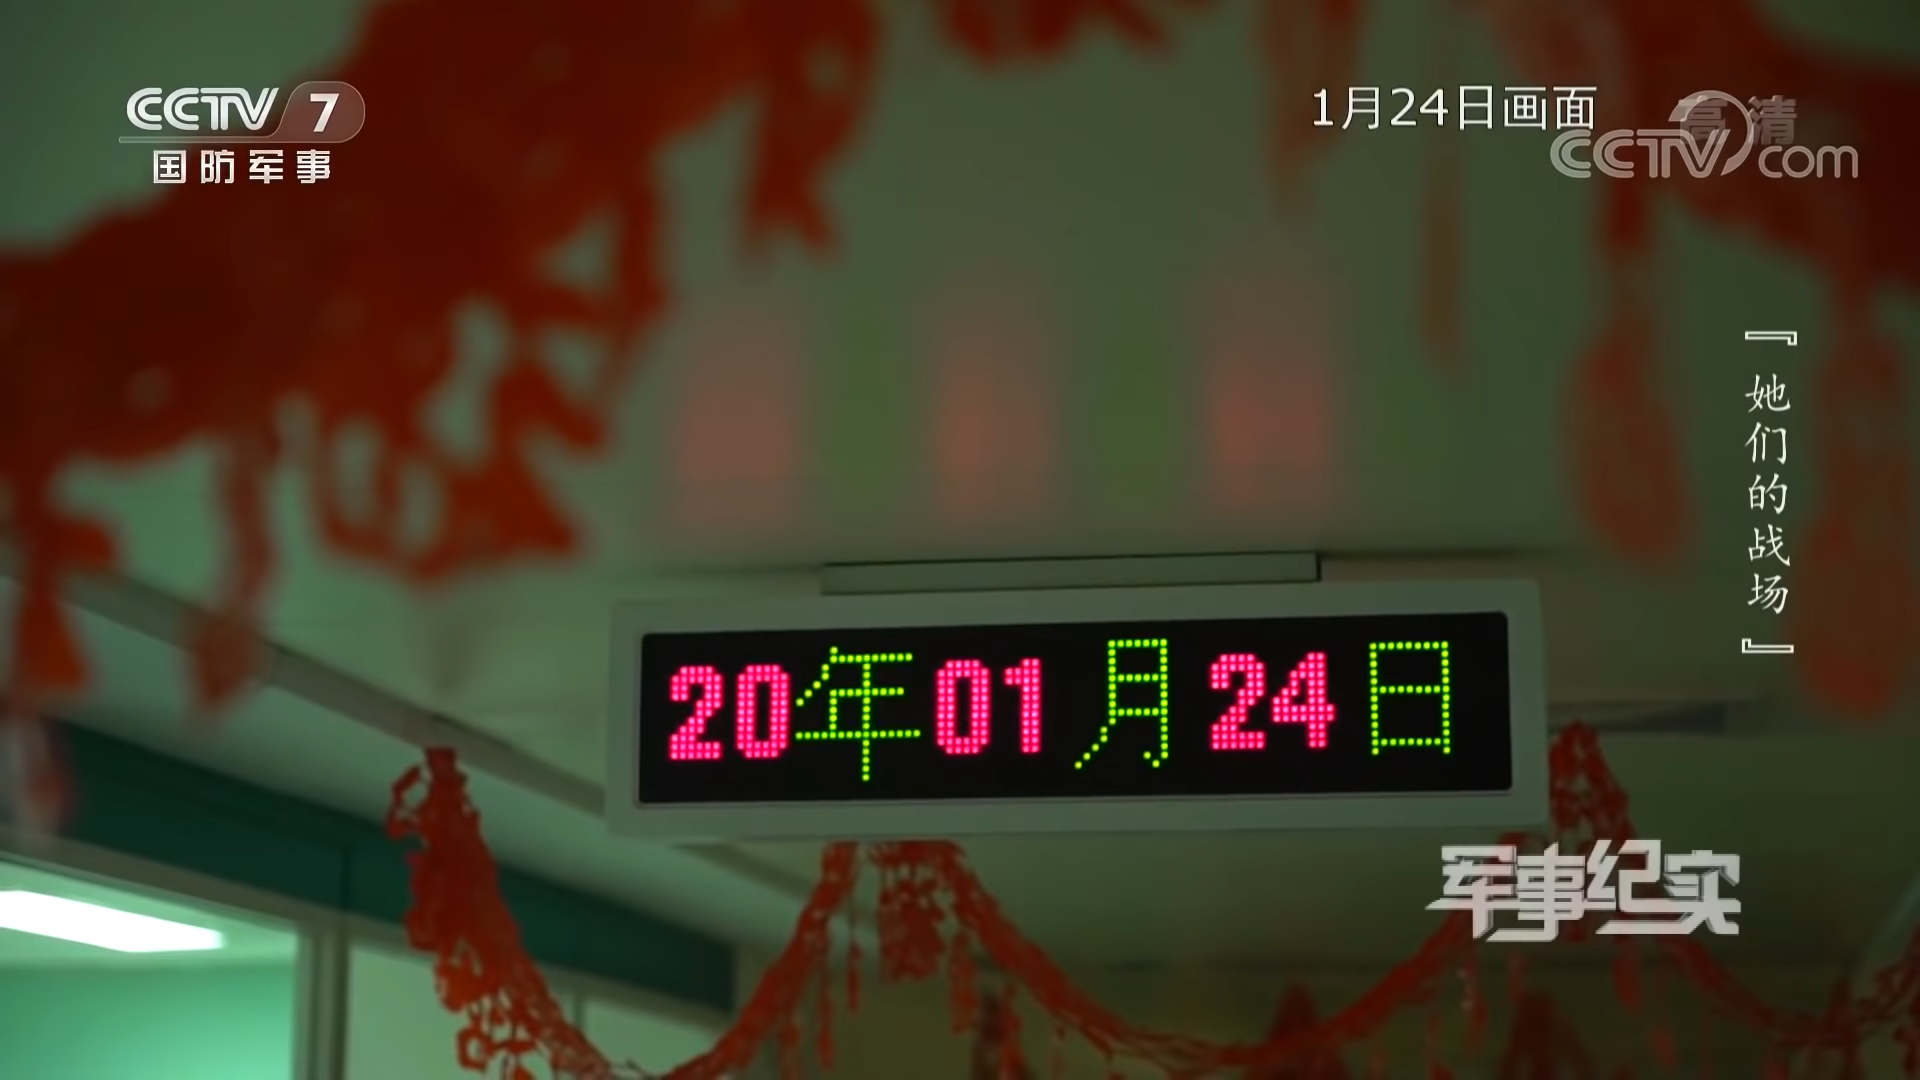 CCTV 7
国防军事
1月24日画面
高清
CCTV com
『她们的战场』
20年01月24日
军事纪实